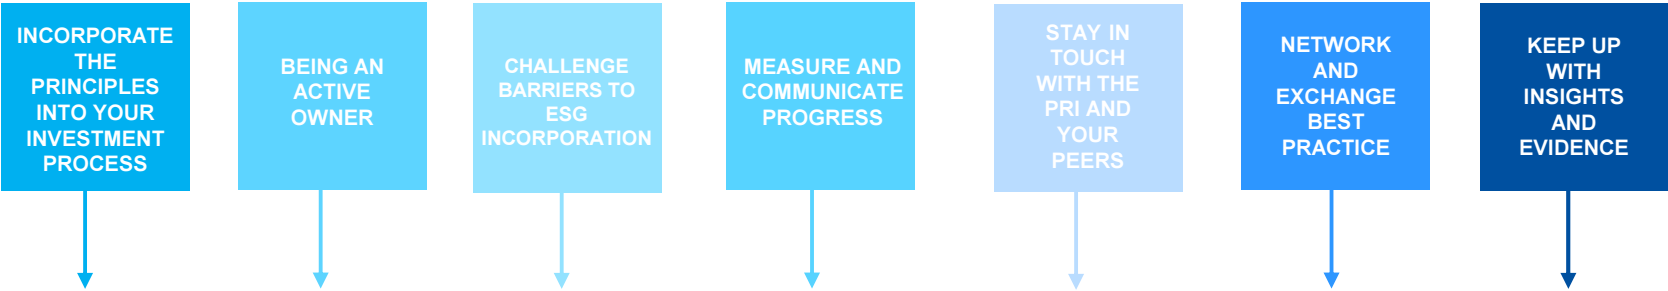 INCORPORATE
THE
PRINCIPLES
INTO YOUR
INVESTMENT
PROCESS
BEING AN
ACTIVE
OWNER
CHALLENGE
BARRIERS TO
ESG
INCORPORATION
MEASURE AND
COMMUNICATE
PROGRESS
STAY IN
TOUCH
WITH THE
PRI AND
YOUR
PEERS
NETWORK
AND
EXCHANGE
BEST
PRACTICE
KEEP UP
WITH
INSIGHTS
AND
EVIDENCE